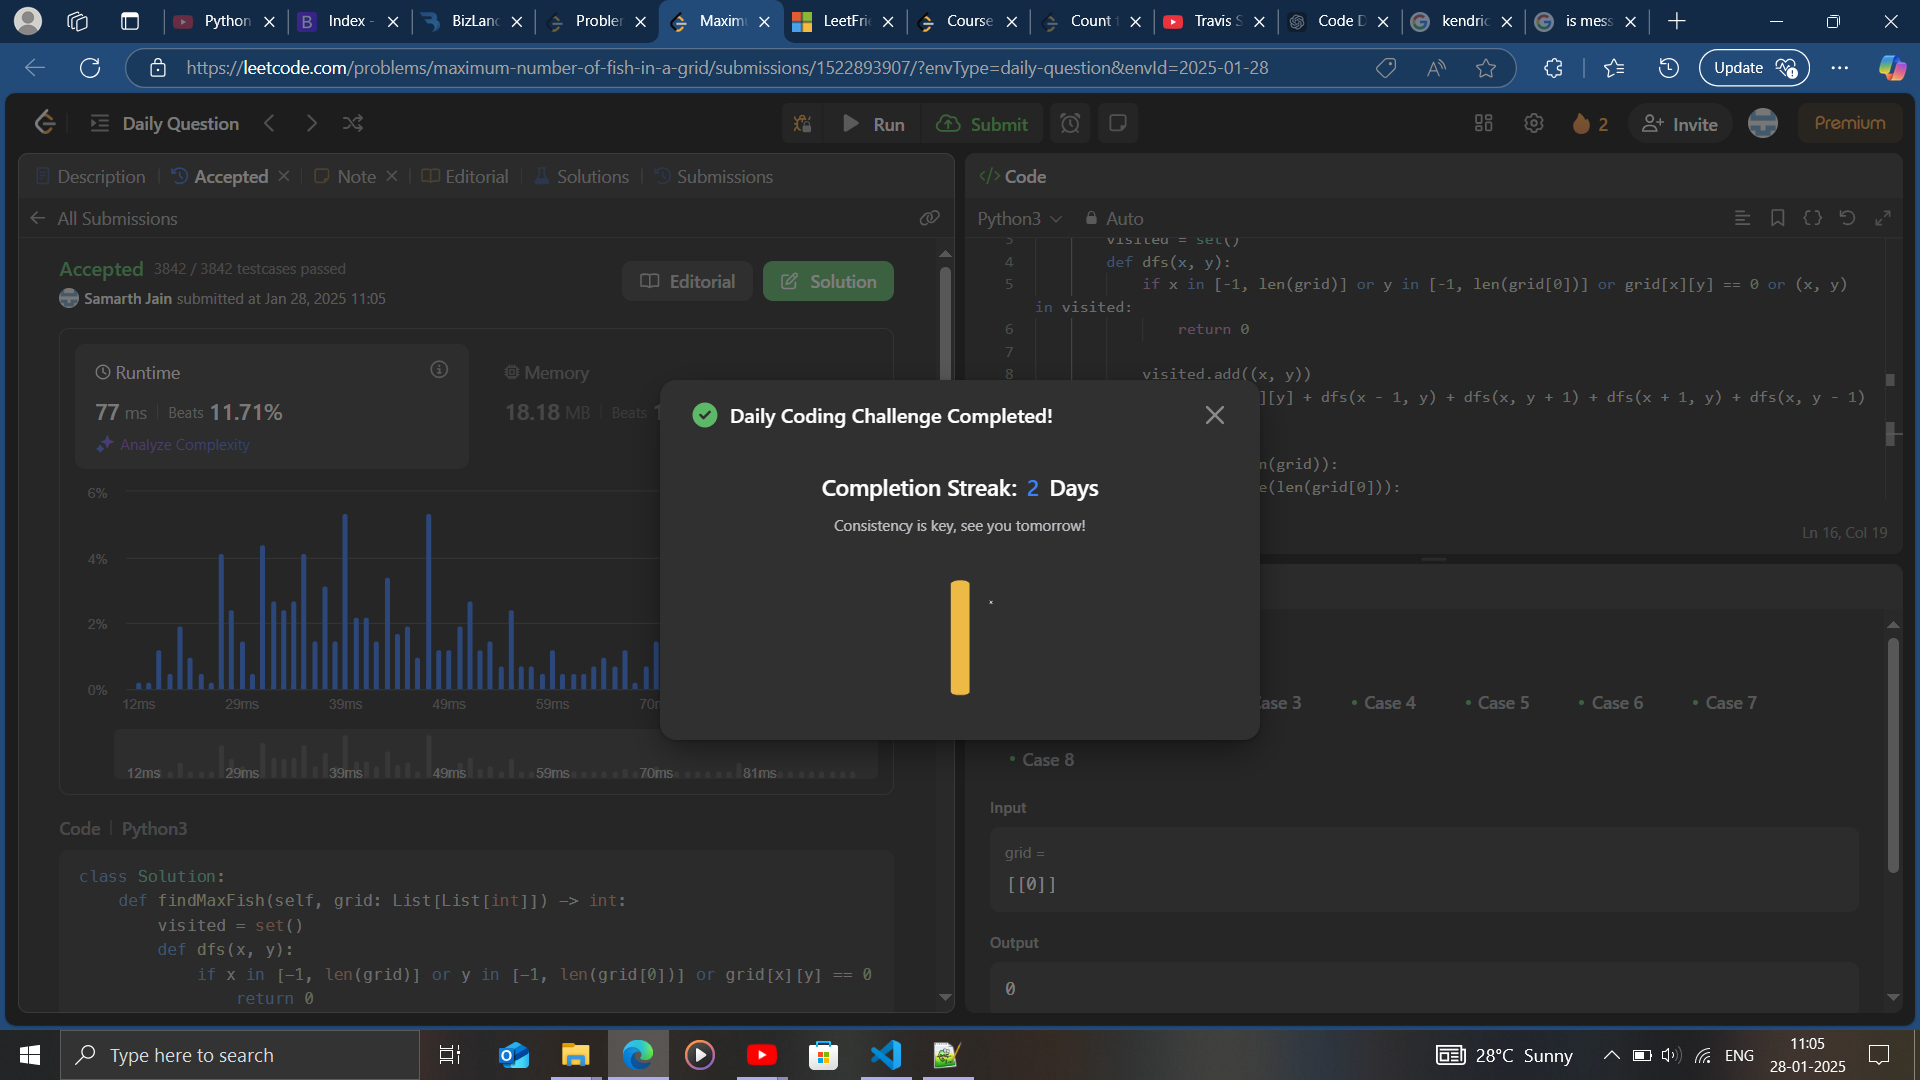 Python
Index -
BizLan
Probler
Maxim
LeetFri
Course
Count
Travis S
Code D
kendric
is mess
https://leetcode.com/problems/maximum-number-of-fish-in-a-grid/submissions/1522893907/?envType=daily-question&envId=2025-01-28
Update
Daily Question
Run
Submit
2
Invite
Premium
Description
Accepted
Note
Editorial
Solutions
Submissions
All Submissions
Accepted 3842 / 3842 testcases passed
Samarth Jain submitted at Jan 28, 2025 11:05
Editorial
Solution
Runtime
77 ms | Beats 11.71%
Analyze Complexity
Memory
18.18 MB | Beats 1
6%
4%
2%
0%
12ms 29ms 39ms 49ms 59ms 70m
12ms 29ms 39ms 49ms 59ms 70ms 81ms
Code | Python3
class Solution:
    def findMaxFish(self, grid: List[List[int]]) -> int:
        visited = set()
        def dfs(x, y):
            if x in [-1, len(grid)] or y in [-1, len(grid[0])] or grid[x][y] == 0
                return 0
Code
Python3
Auto
3 visited = set()
4 def dfs(x, y):
5 if x in [-1, len(grid)] or y in [-1, len(grid[0])] or grid[x][y] == 0 or (x, y)
in visited:
6 return 0
7
8 visited.add((x, y))
][y] + dfs(x - 1, y) + dfs(x, y + 1) + dfs(x + 1, y) + dfs(x, y - 1)
n(grid)):
e(len(grid[0])):
Ln 16, Col 19
Daily Coding Challenge Completed!
Completion Streak: 2 Days
Consistency is key, see you tomorrow!
ase 3
Case 4
Case 5
Case 6
Case 7
Case 8
Input
grid =
[[0]]
Output
0
Type here to search
28°C Sunny
ENG
11:05
28-01-2025